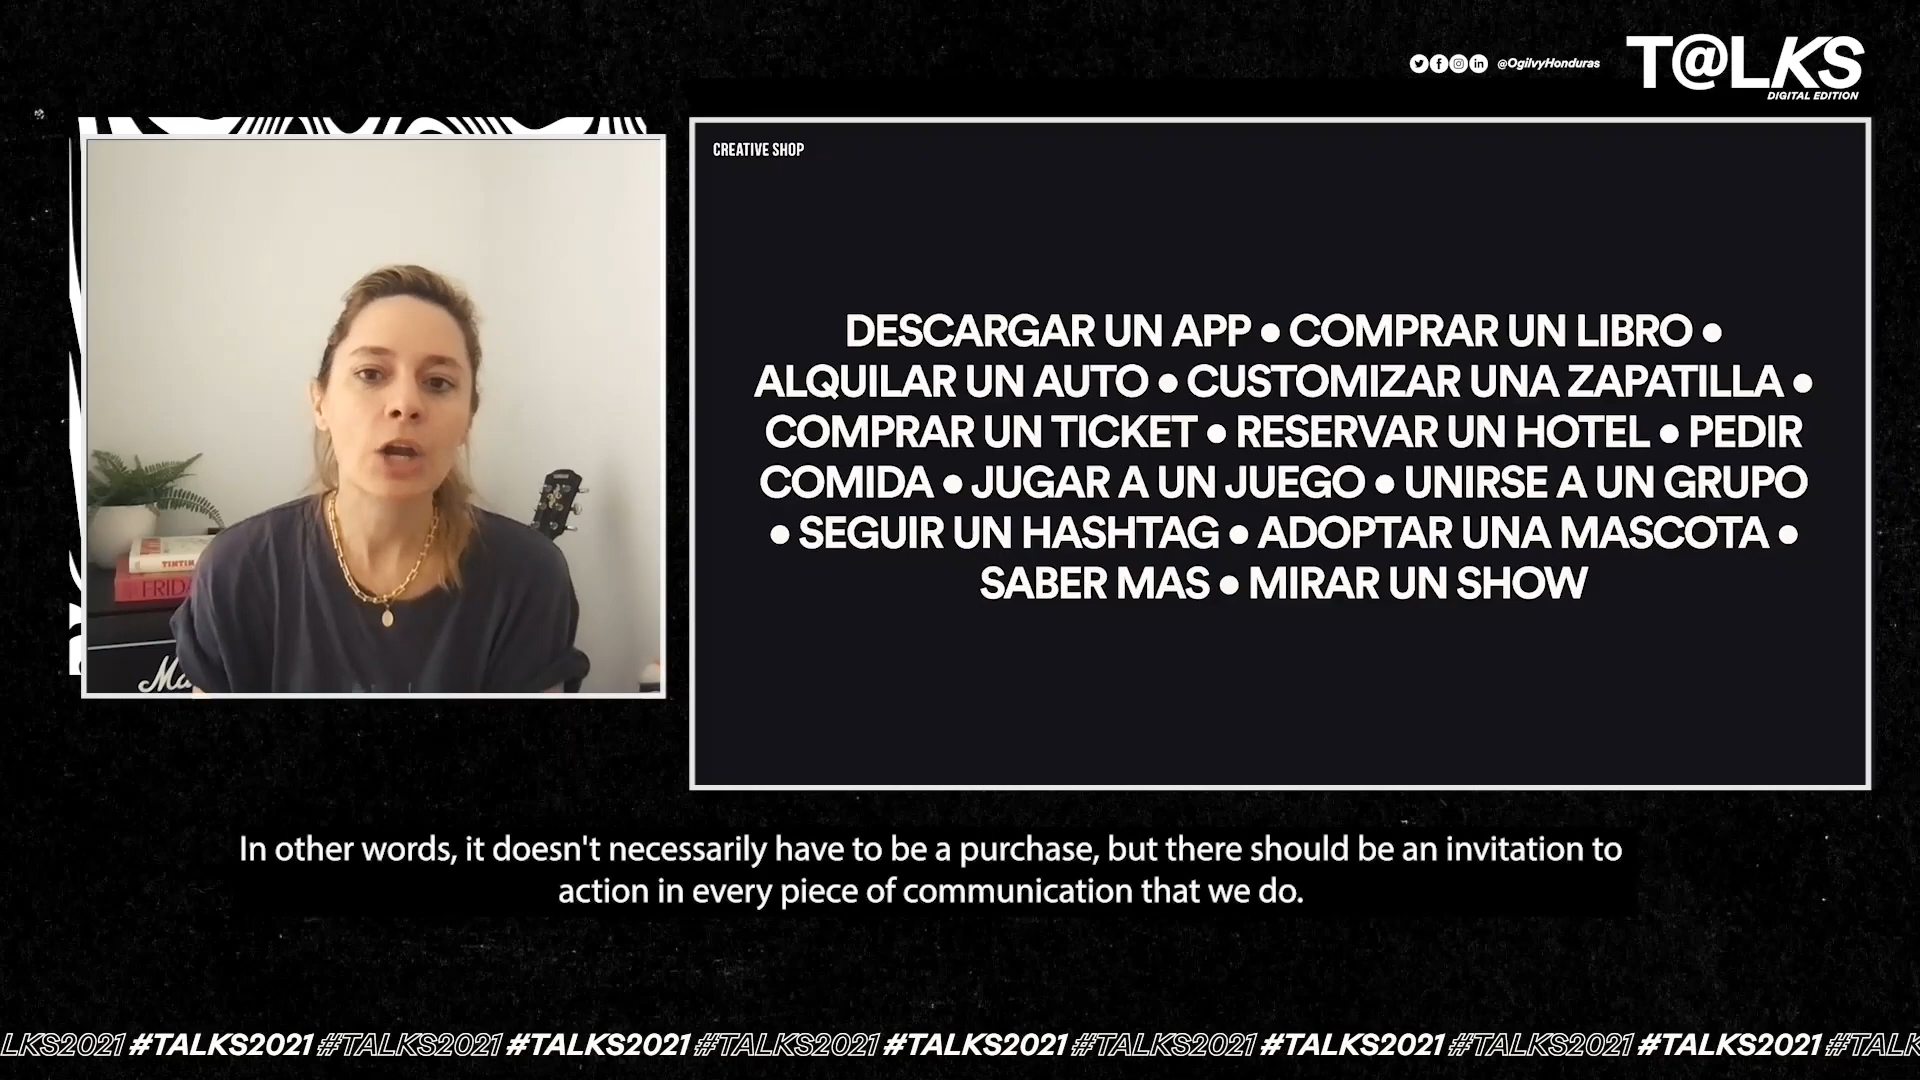 @OgilvyHonduras
T@LKS
DIGITAL EDITION
CREATIVE SHOP
DESCARGAR UN APP ● COMPRAR UN LIBRO ●
ALQUILAR UN AUTO ● CUSTOMIZAR UNA ZAPATILLA ●
COMPRAR UN TICKET ● RESERVAR UN HOTEL ● PEDIR
COMIDA ● JUGAR A UN JUEGO ● UNIRSE A UN GRUPO
● SEGUIR UN HASHTAG ● ADOPTAR UNA MASCOTA ●
SABER MAS ● MIRAR UN SHOW
TINTIN
FRIDA
Ma
In other words, it doesn't necessarily have to be a purchase, but there should be an invitation to
action in every piece of communication that we do.
LKS2021 #TALKS2021 #TALKS2021 #TALKS2021 #TALKS2021 #TALKS2021 #TALKS2021 #TALKS2021 #TALKS2021 #TALKS2021 #TALK